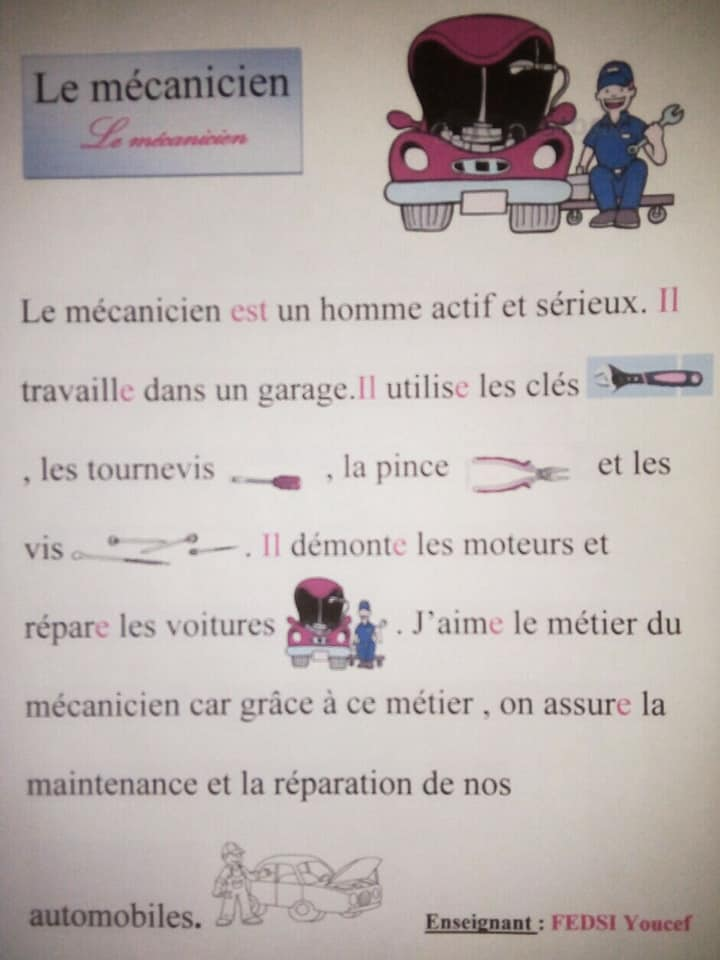 Le mécanicien
Le mécanicien
Le mécanicien est un homme actif et sérieux. Il
travaille dans un garage.Il utilise les clés
, les tournevis , la pince et les
vis . Il démonte les moteurs et
répare les voitures . J'aime le métier du
mécanicien car grâce à ce métier , on assure la
maintenance et la réparation de nos
automobiles.
Enseignant : FEDSI Youcef